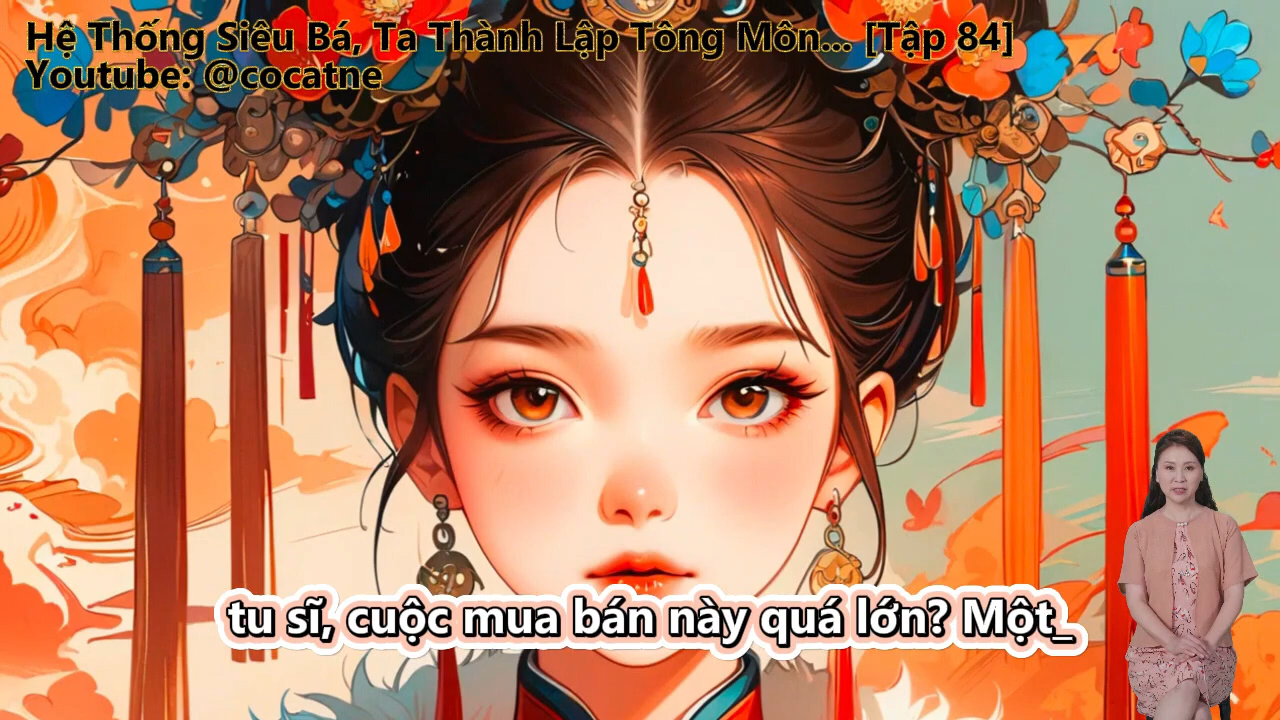 Hệ Thống Siêu Bá, Ta Thành Lập Tông Môn... [Tập 84]
Youtube: @cocatne
tu sĩ, cuộc mua bán này quá lớn? Một_